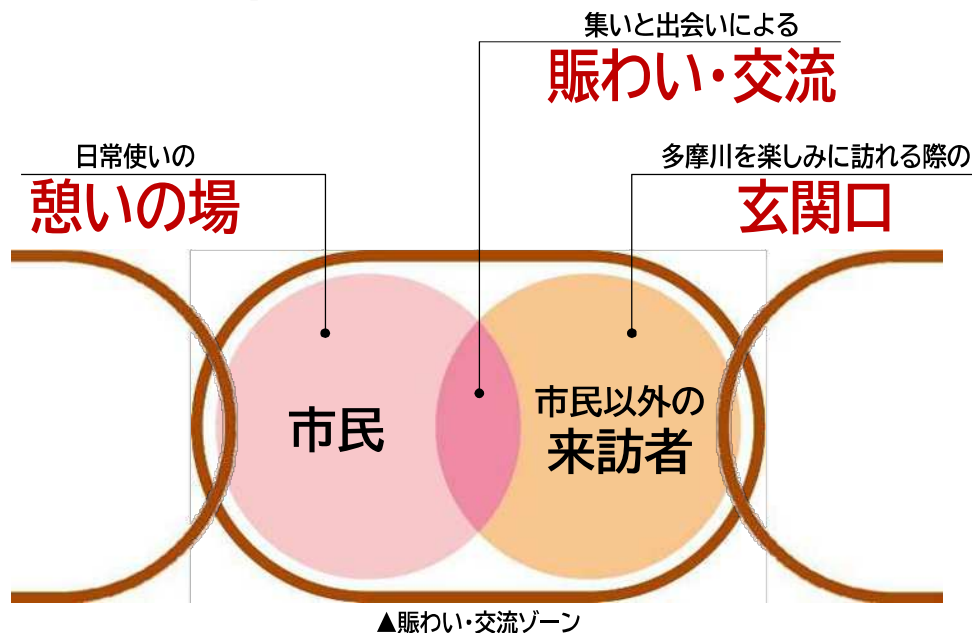 集いと出会いによる
賑わい・交流
日常使いの
憩いの場
多摩川を楽しみに訪れる際の
玄関口
市民
市民以外の
来訪者
▲賑わい・交流ゾーン